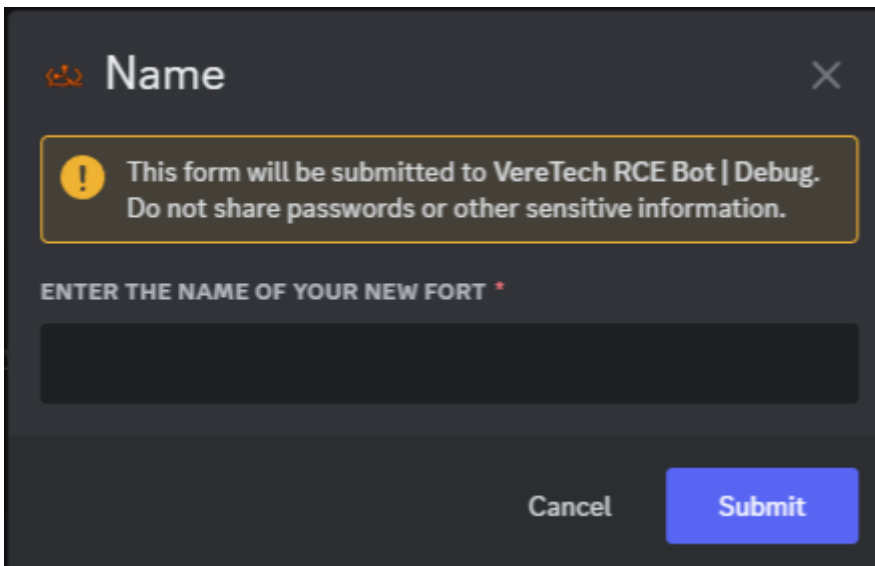 Name
This form will be submitted to VereTech RCE Bot | Debug.
Do not share passwords or other sensitive information.
ENTER THE NAME OF YOUR NEW FORT *
Cancel
Submit